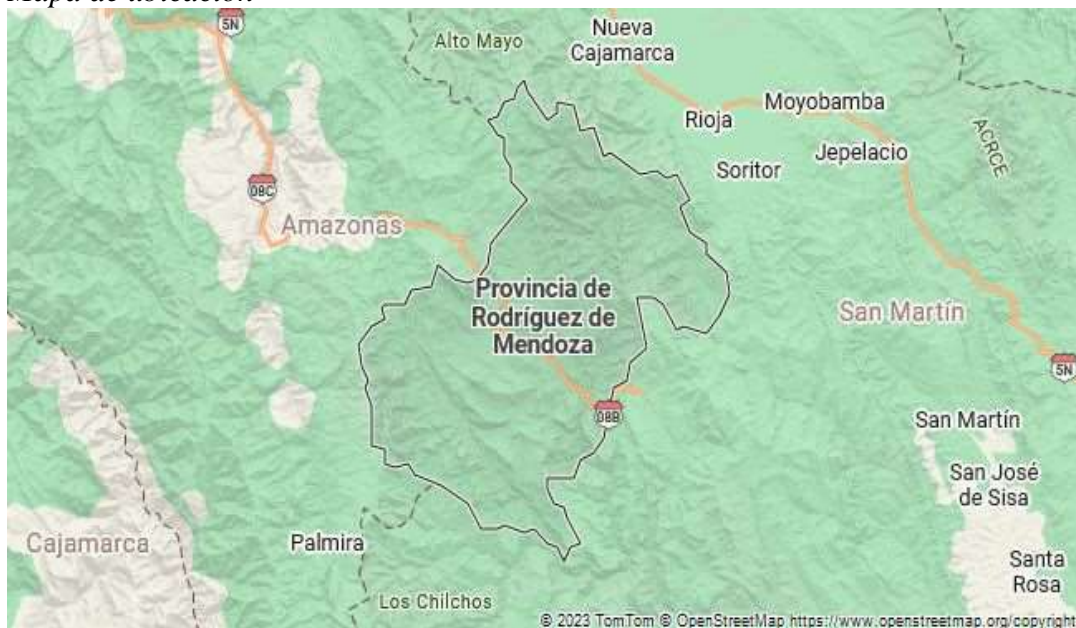 Mapa de ubicación
5N
Alto Mayo
Nueva
Cajamarca
Moyobamba
Rioja
Jepelacio
ACRCE
Soritor
08C
Amazonas
Provincia de
Rodríguez de
Mendoza
San Martín
5N
08B
San Martín
San José
de Sisa
Cajamarca
Palmira
Santa
Rosa
Los Chilchos
© 2023 TomTom © OpenStreetMap https://www.openstreetmap.org/copyright